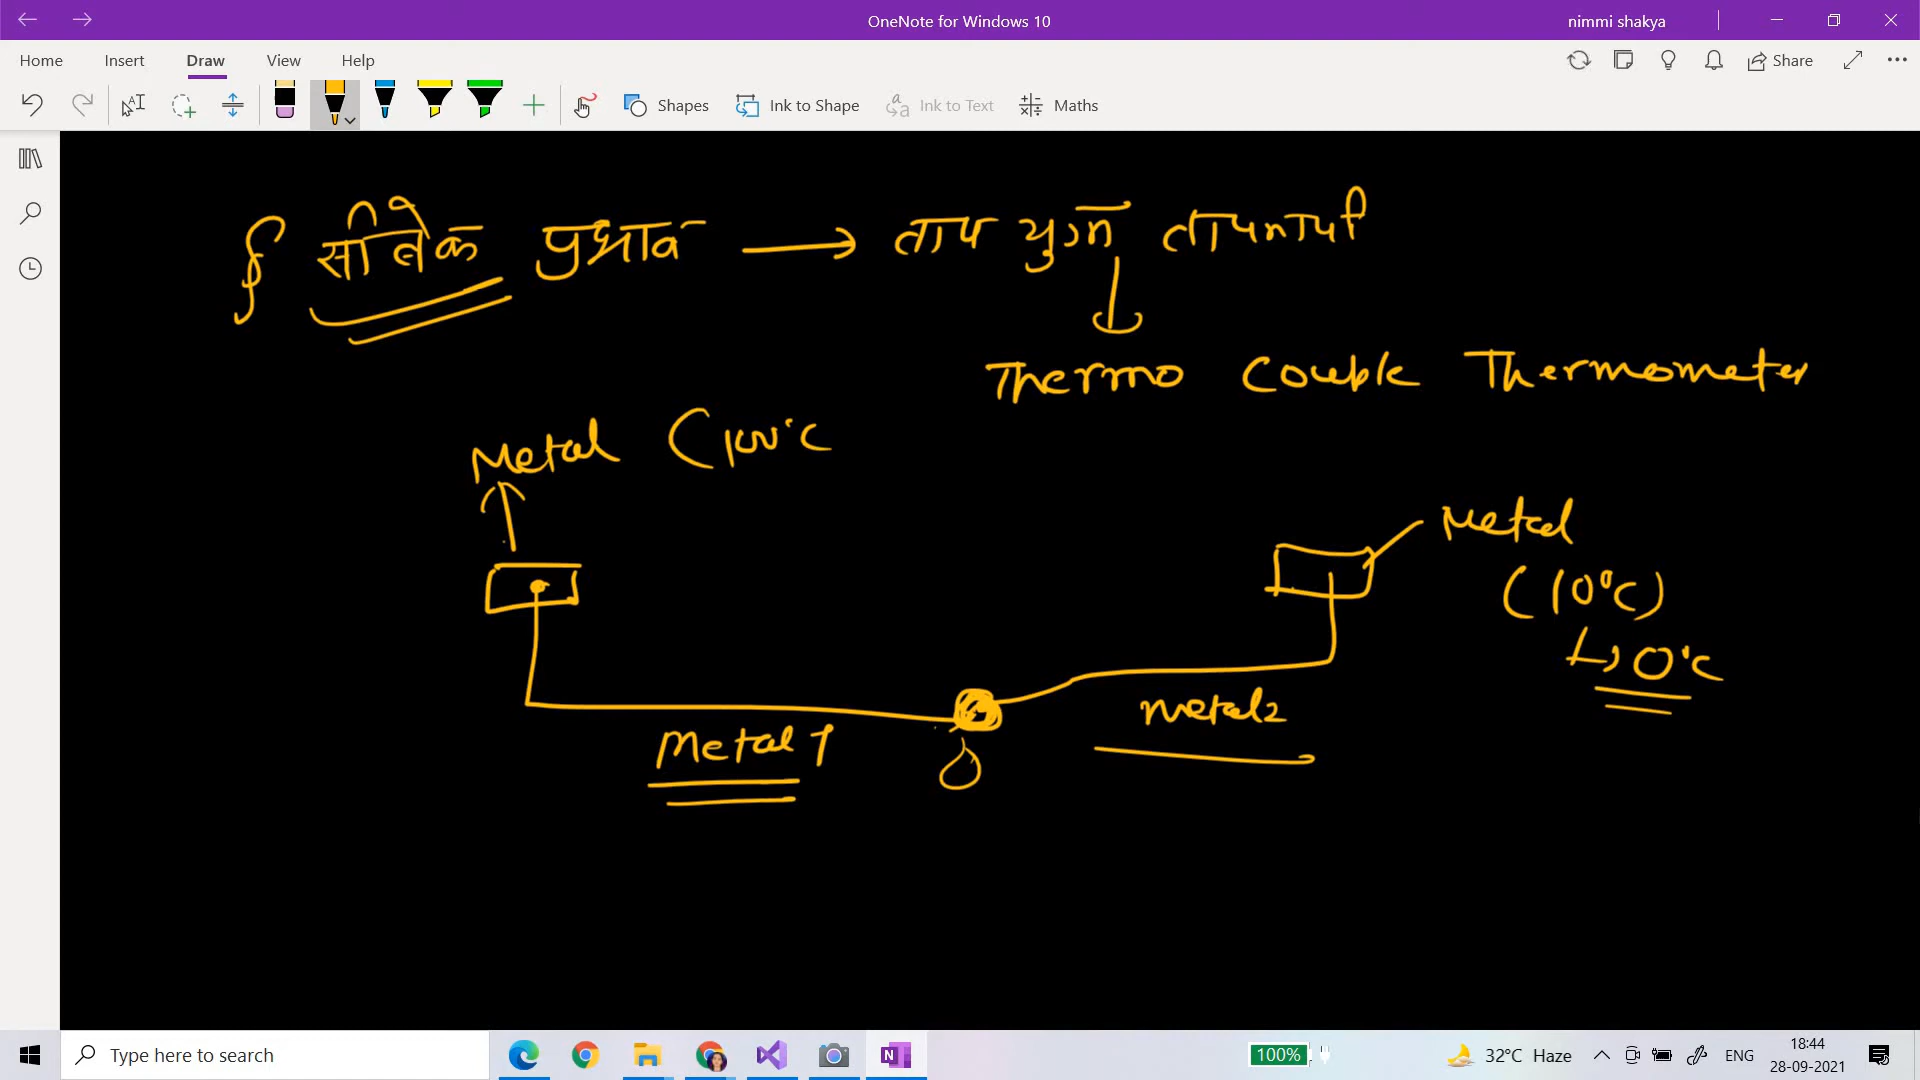 OneNote for Windows 10
nimmi shakya
Home Insert Draw View Help
Share
Shapes Ink to Shape Ink to Text Maths
प्रभाव → ताप युग्म तापमापी
Thermo Couple Thermometer
Metal (100°C
Metal
(10°C)
0°C
Metal 1
metal2
Type here to search
100%
32°C Haze
ENG
18:44
28-09-2021